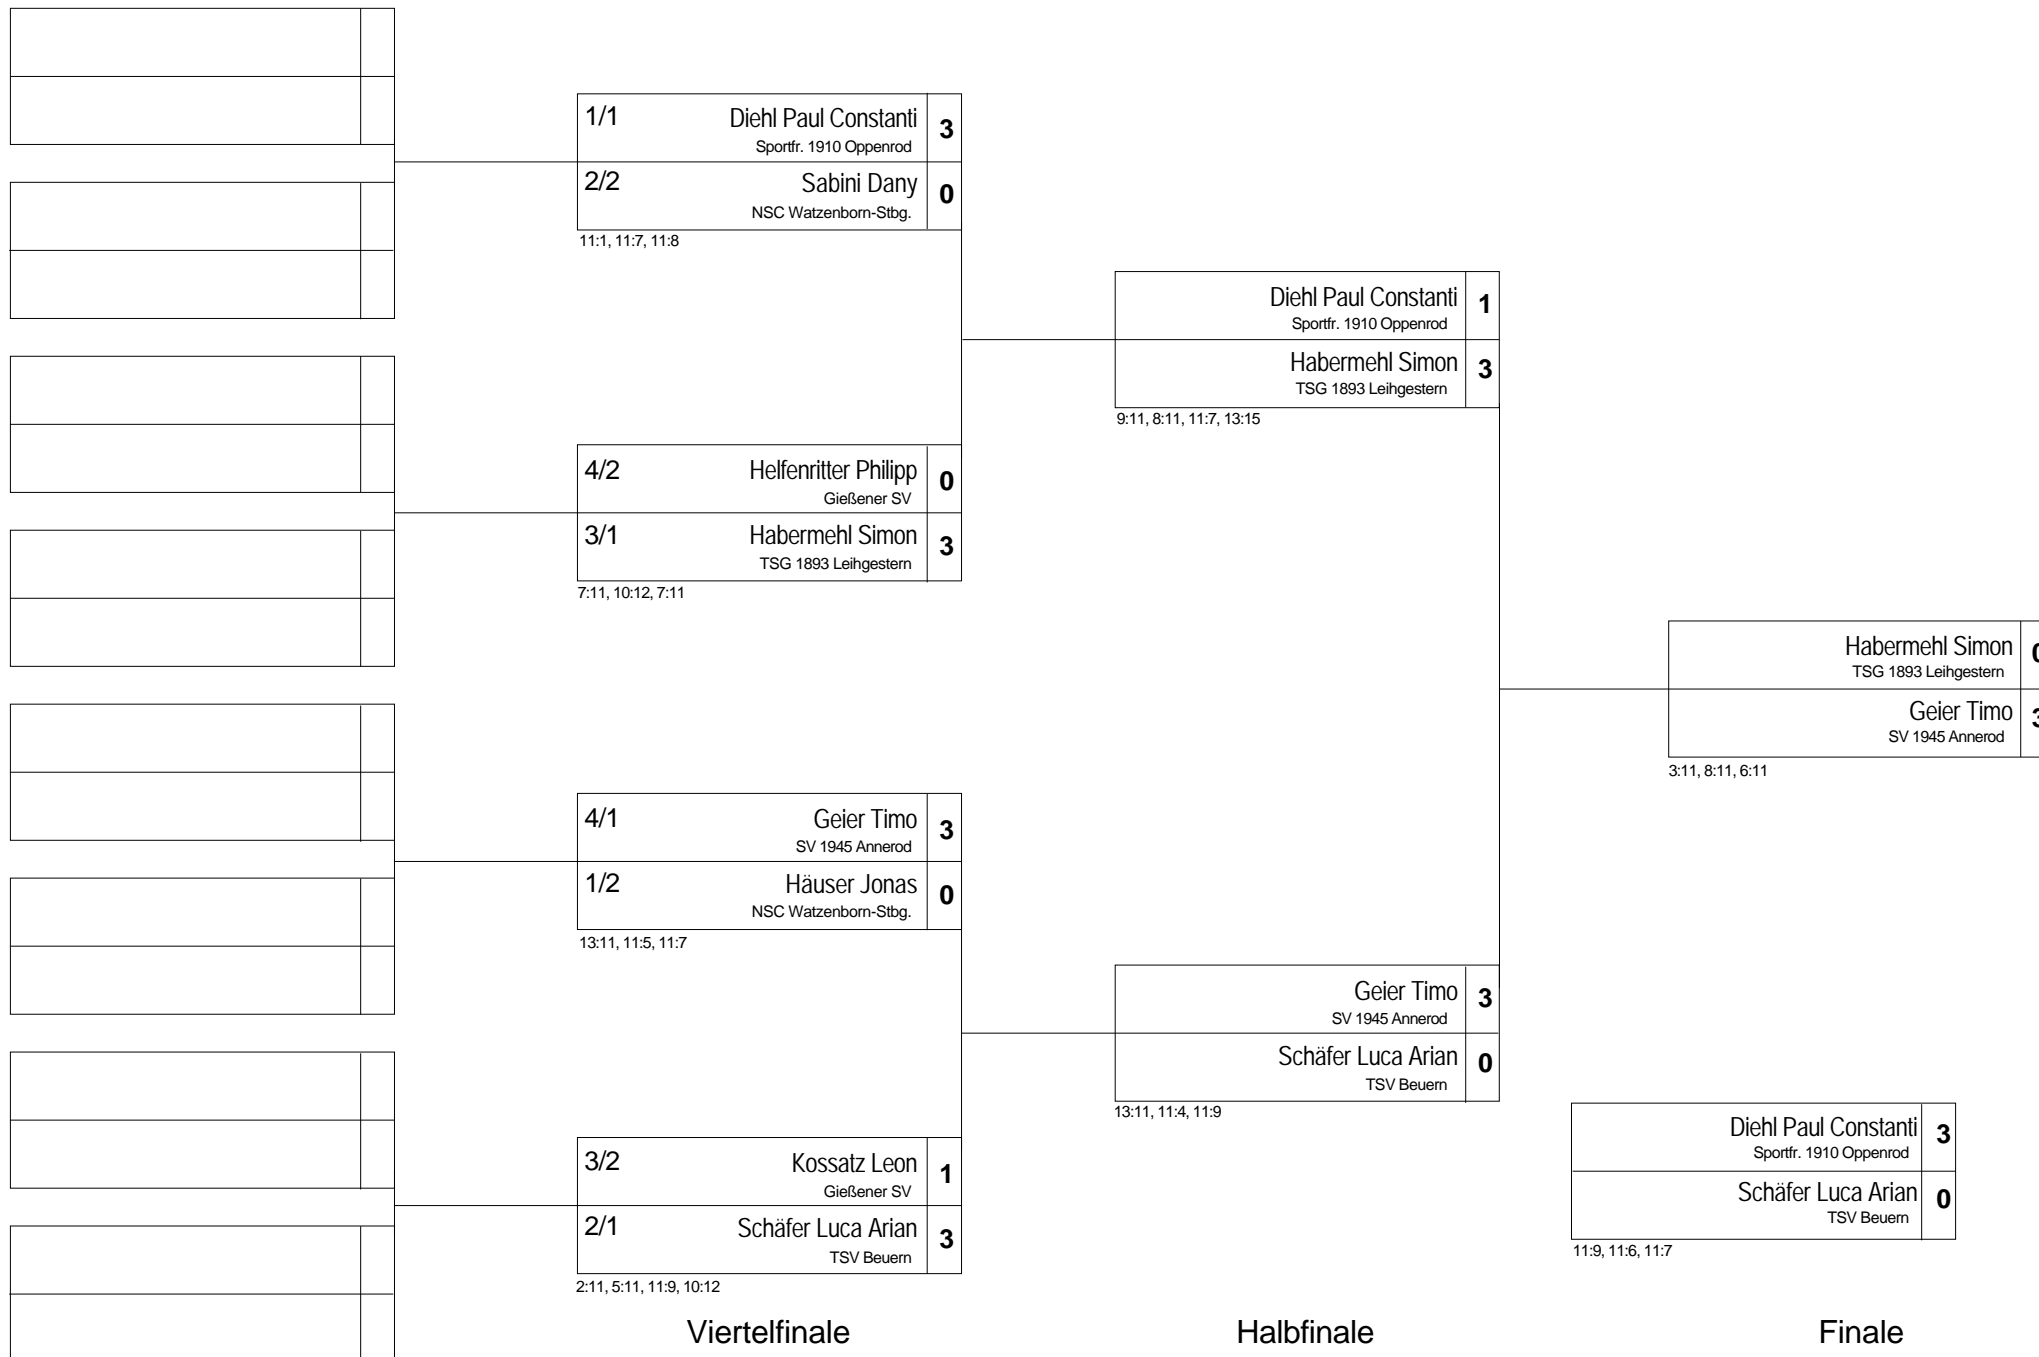 1/1 Diehl Paul Constanti 3
Sportfr. 1910 Oppenrod
2/2 Sabini Dany 0
NSC Watzenborn-Stbg.
11:1, 11:7, 11:8
4/2 Helfenritter Philipp 0
Gießener SV
3/1 Habermehl Simon 3
TSG 1893 Leihgestern
7:11, 10:12, 7:11
4/1 Geier Timo 3
SV 1945 Annerod
1/2 Häuser Jonas 0
NSC Watzenborn-Stbg.
13:11, 11:5, 11:7
3/2 Kossatz Leon 1
Gießener SV
2/1 Schäfer Luca Arian 3
TSV Beuern
2:11, 5:11, 11:9, 10:12
Viertelfinale
Diehl Paul Constanti 1
Sportfr. 1910 Oppenrod
Habermehl Simon 3
TSG 1893 Leihgestern
9:11, 8:11, 11:7, 13:15
Geier Timo 3
SV 1945 Annerod
Schäfer Luca Arian 0
TSV Beuern
13:11, 11:4, 11:9
Halbfinale
Habermehl Simon 0
TSG 1893 Leihgestern
Geier Timo 3
SV 1945 Annerod
3:11, 8:11, 6:11
Diehl Paul Constanti 3
Sportfr. 1910 Oppenrod
Schäfer Luca Arian 0
TSV Beuern
11:9, 11:6, 11:7
Finale